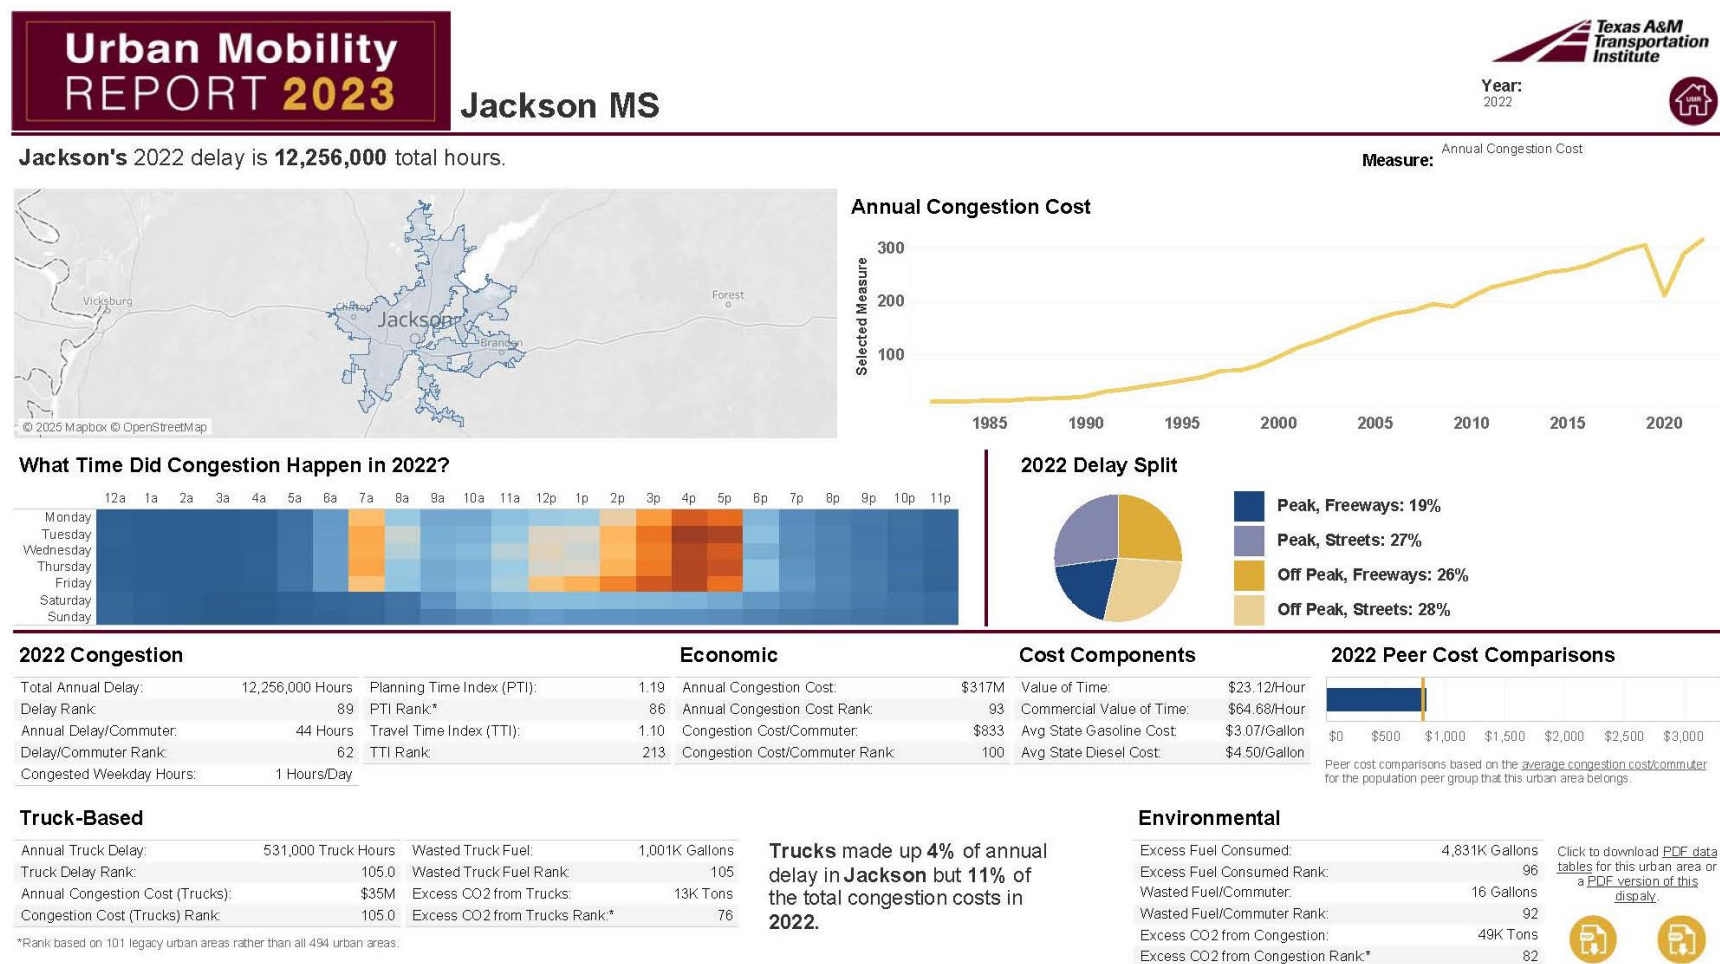 Urban Mobility
REPORT 2023
Jackson MS
Texas A&M
Transportation
Institute
Year:
2022
UMR
Jackson's 2022 delay is 12,256,000 total hours.
Measure:
Annual Congestion Cost
Vicksburg
Clinton
Jackson
Brandon
Forest
© 2025 Mapbox © OpenStreetMap
Annual Congestion Cost
Selected Measure
300
200
100
1985 1990 1995 2000 2005 2010 2015 2020
What Time Did Congestion Happen in 2022?
12a 1a 2a 3a 4a 5a 6a 7a 8a 9a 10a 11a 12p 1p 2p 3p 4p 5p 6p 7p 8p 9p 10p 11p
Monday
Tuesday
Wednesday
Thursday
Friday
Saturday
Sunday
2022 Delay Split
Peak, Freeways: 19%
Peak, Streets: 27%
Off Peak, Freeways: 26%
Off Peak, Streets: 28%
2022 Congestion
Total Annual Delay: 12,256,000 Hours
Delay Rank: 89
Annual Delay/Commuter: 44 Hours
Delay/Commuter Rank: 62
Congested Weekday Hours: 1 Hours/Day
Planning Time Index (PTI): 1.19
PTI Rank:* 86
Travel Time Index (TTI): 1.10
TTI Rank: 213
Economic
Annual Congestion Cost: $317M
Annual Congestion Cost Rank: 93
Congestion Cost/Commuter: $833
Congestion Cost/Commuter Rank: 100
Cost Components
Value of Time: $23.12/Hour
Commercial Value of Time: $64.68/Hour
Avg State Gasoline Cost: $3.07/Gallon
Avg State Diesel Cost: $4.50/Gallon
2022 Peer Cost Comparisons
$0 $500 $1,000 $1,500 $2,000 $2,500 $3,000
Peer cost comparisons based on the average congestion cost/commuter
for the population peer group that this urban area belongs.
Truck-Based
Annual Truck Delay: 531,000 Truck Hours
Truck Delay Rank: 105.0
Annual Congestion Cost (Trucks): $35M
Congestion Cost (Trucks) Rank: 105.0
Wasted Truck Fuel: 1,001K Gallons
Wasted Truck Fuel Rank: 105
Excess CO2 from Trucks: 13K Tons
Excess CO2 from Trucks Rank:* 76
*Rank based on 101 legacy urban areas rather than all 494 urban areas.
Trucks made up 4% of annual
delay in Jackson but 11% of
the total congestion costs in
2022.
Environmental
Excess Fuel Consumed: 4,831K Gallons
Excess Fuel Consumed Rank: 96
Wasted Fuel/Commuter: 16 Gallons
Wasted Fuel/Commuter Rank: 92
Excess CO2 from Congestion: 49K Tons
Excess CO2 from Congestion Rank:* 82
Click to download PDF data
tables for this urban area or
a PDF version of this
dispaly.
PDF
PDF